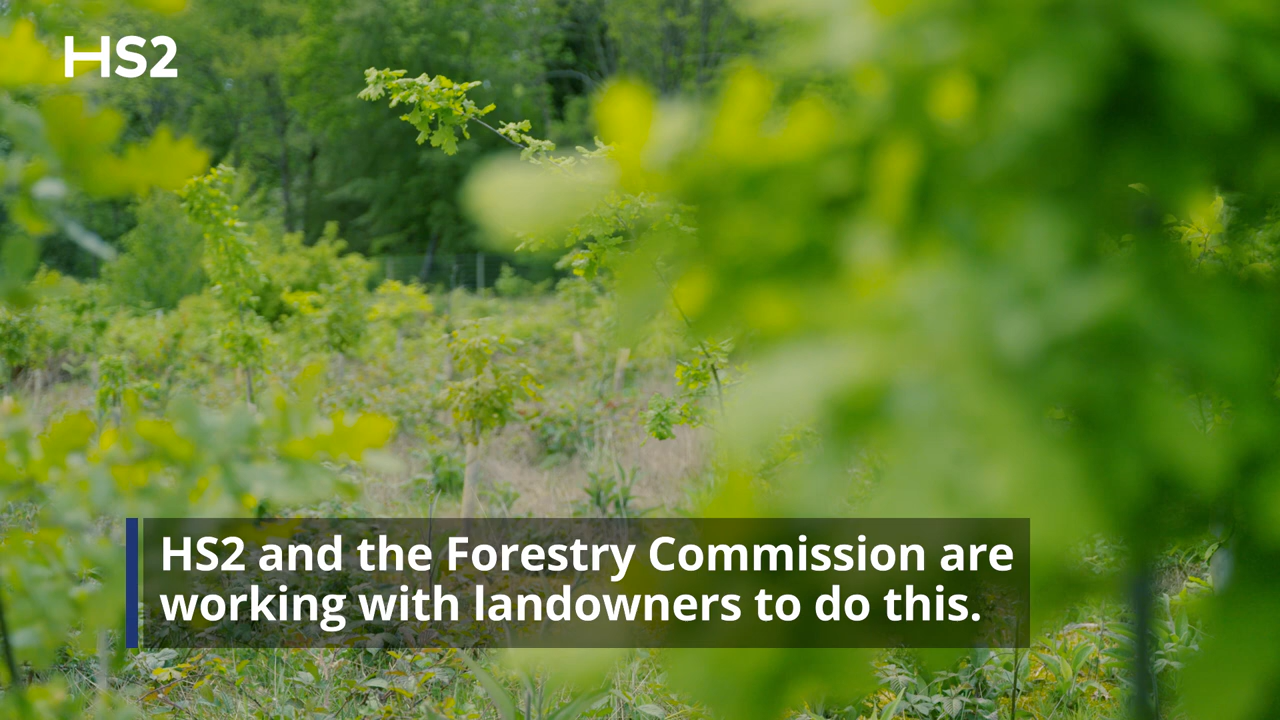 HS2
HS2 and the Forestry Commission are
working with landowners to do this.